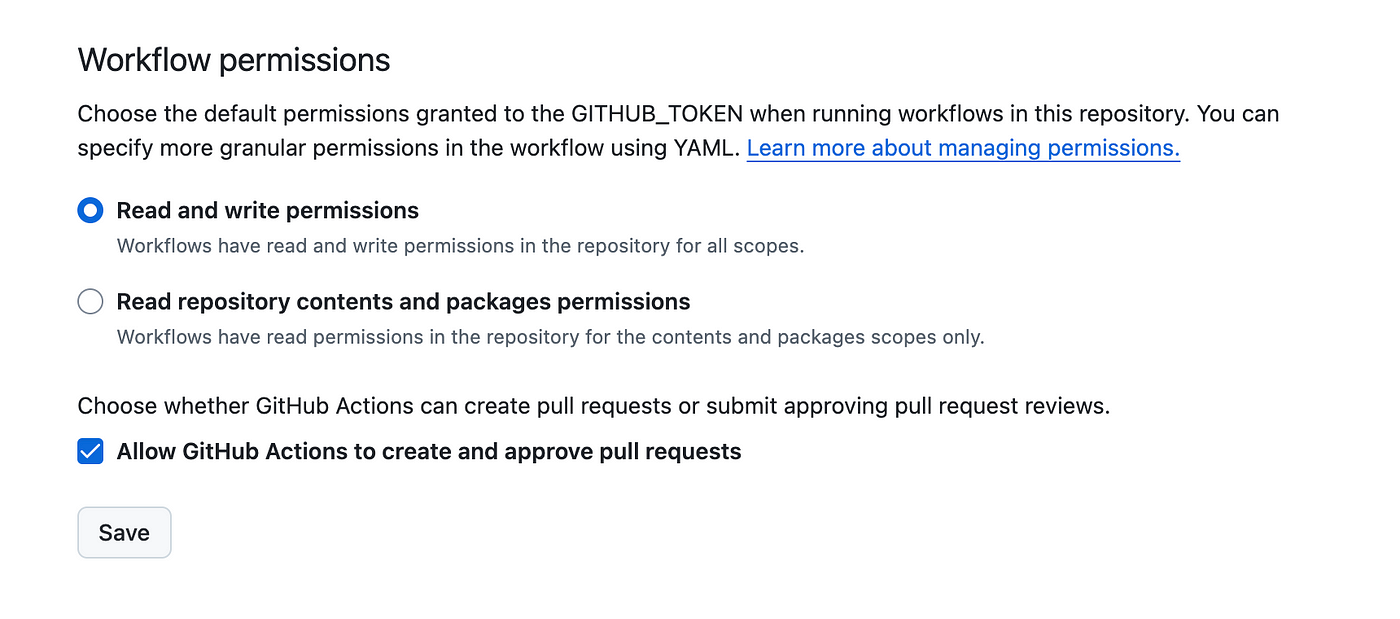 Workflow permissions
Choose the default permissions granted to the GITHUB_TOKEN when running workflows in this repository. You can
specify more granular permissions in the workflow using YAML. Learn more about managing permissions.
Read and write permissions
Workflows have read and write permissions in the repository for all scopes.
Read repository contents and packages permissions
Workflows have read permissions in the repository for the contents and packages scopes only.
Choose whether GitHub Actions can create pull requests or submit approving pull request reviews.
Allow GitHub Actions to create and approve pull requests
Save